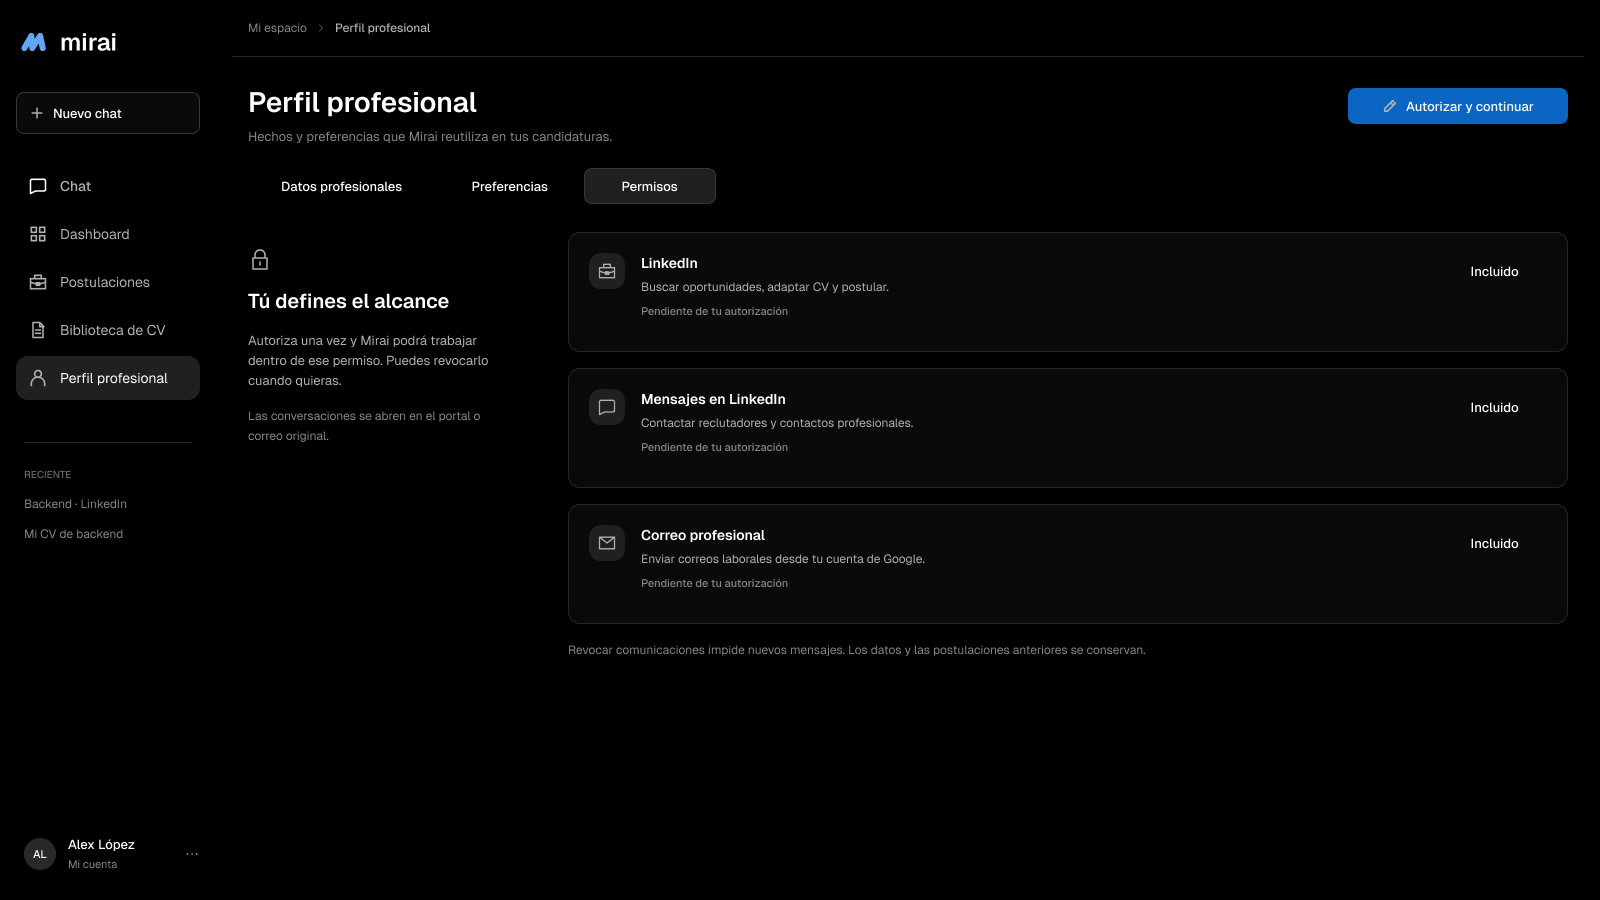 mirai
Nuevo chat
Chat
Dashboard
Postulaciones
Biblioteca de CV
Perfil profesional
RECIENTE
Backend · LinkedIn
Mi CV de backend
AL
Alex López
Mi cuenta
Mi espacio
Perfil profesional
Perfil profesional
Hechos y preferencias que Mirai reutiliza en tus candidaturas.
Autorizar y continuar
Datos profesionales
Preferencias
Permisos
Tú defines el alcance
Autoriza una vez y Mirai podrá trabajar
dentro de ese permiso. Puedes revocarlo
cuando quieras.
Las conversaciones se abren en el portal o
correo original.
LinkedIn
Buscar oportunidades, adaptar CV y postular.
Pendiente de tu autorización
Incluido
Mensajes en LinkedIn
Contactar reclutadores y contactos profesionales.
Pendiente de tu autorización
Incluido
Correo profesional
Enviar correos laborales desde tu cuenta de Google.
Pendiente de tu autorización
Incluido
Revocar comunicaciones impide nuevos mensajes. Los datos y las postulaciones anteriores se conservan.